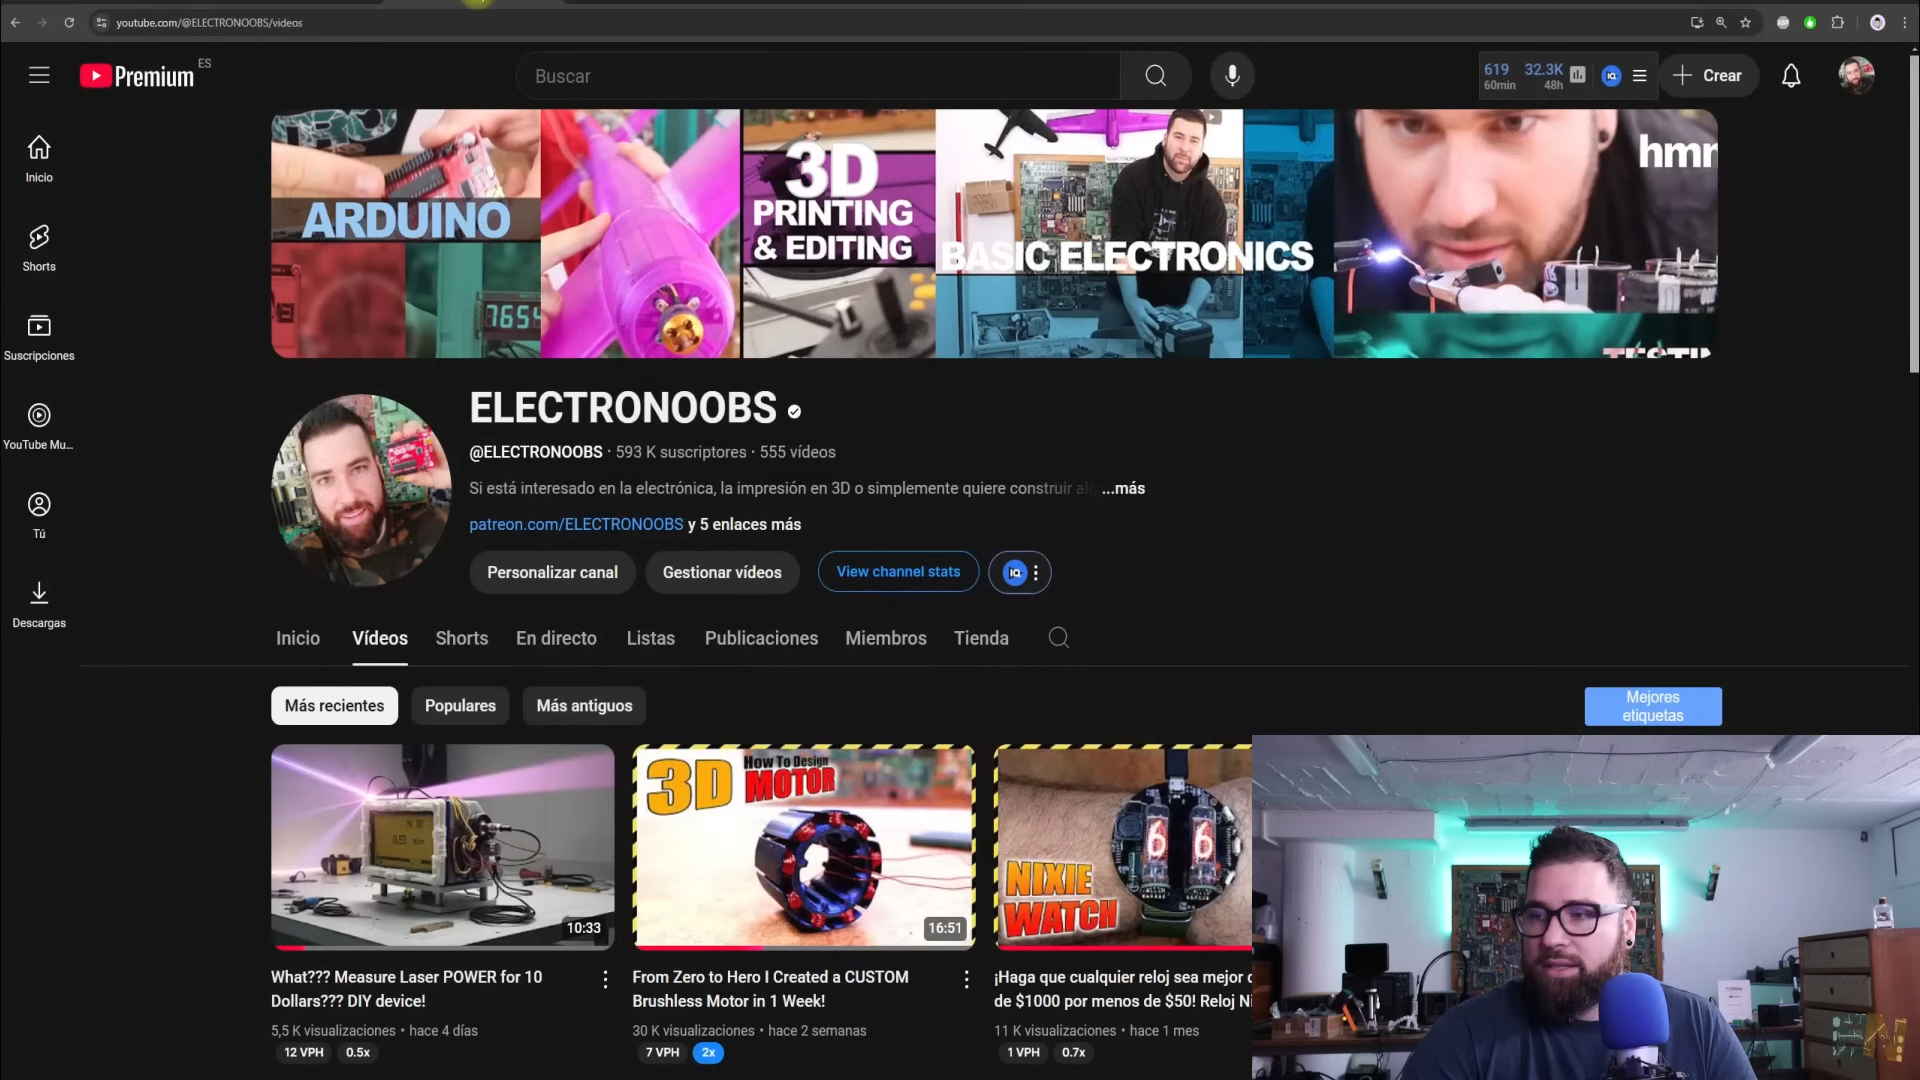 youtube.com/@ELECTRONOOBS/videos
Premium ES
Buscar
619 32.3K
60min 48h
Crear
Inicio
Shorts
Suscripciones
YouTube Mu...
Tú
Descargas
ARDUINO
7654
3D
PRINTING
& EDITING
BASIC ELECTRONICS
hmm
ELECTRONOOBS
@ELECTRONOOBS · 593 K suscriptores · 555 vídeos
Si está interesado en la electrónica, la impresión en 3D o simplemente quiere construir ...más
patreon.com/ELECTRONOOBS y 5 enlaces más
Personalizar canal
Gestionar vídeos
View channel stats
IQ
Inicio
Vídeos
Shorts
En directo
Listas
Publicaciones
Miembros
Tienda
Más recientes
Populares
Más antiguos
Mejores
etiquetas
10:33
3D
How To Design
MOTOR
16:51
6 6
NIXIE
WATCH
What??? Measure Laser POWER for 10
Dollars??? DIY device!
5,5 K visualizaciones • hace 4 días
12 VPH 0.5x
From Zero to Hero I Created a CUSTOM
Brushless Motor in 1 Week!
30 K visualizaciones • hace 2 semanas
7 VPH 2x
¡Haga que cualquier reloj sea mejor
de $1000 por menos de $50! Reloj Ni
11 K visualizaciones • hace 1 mes
1 VPH 0.7x